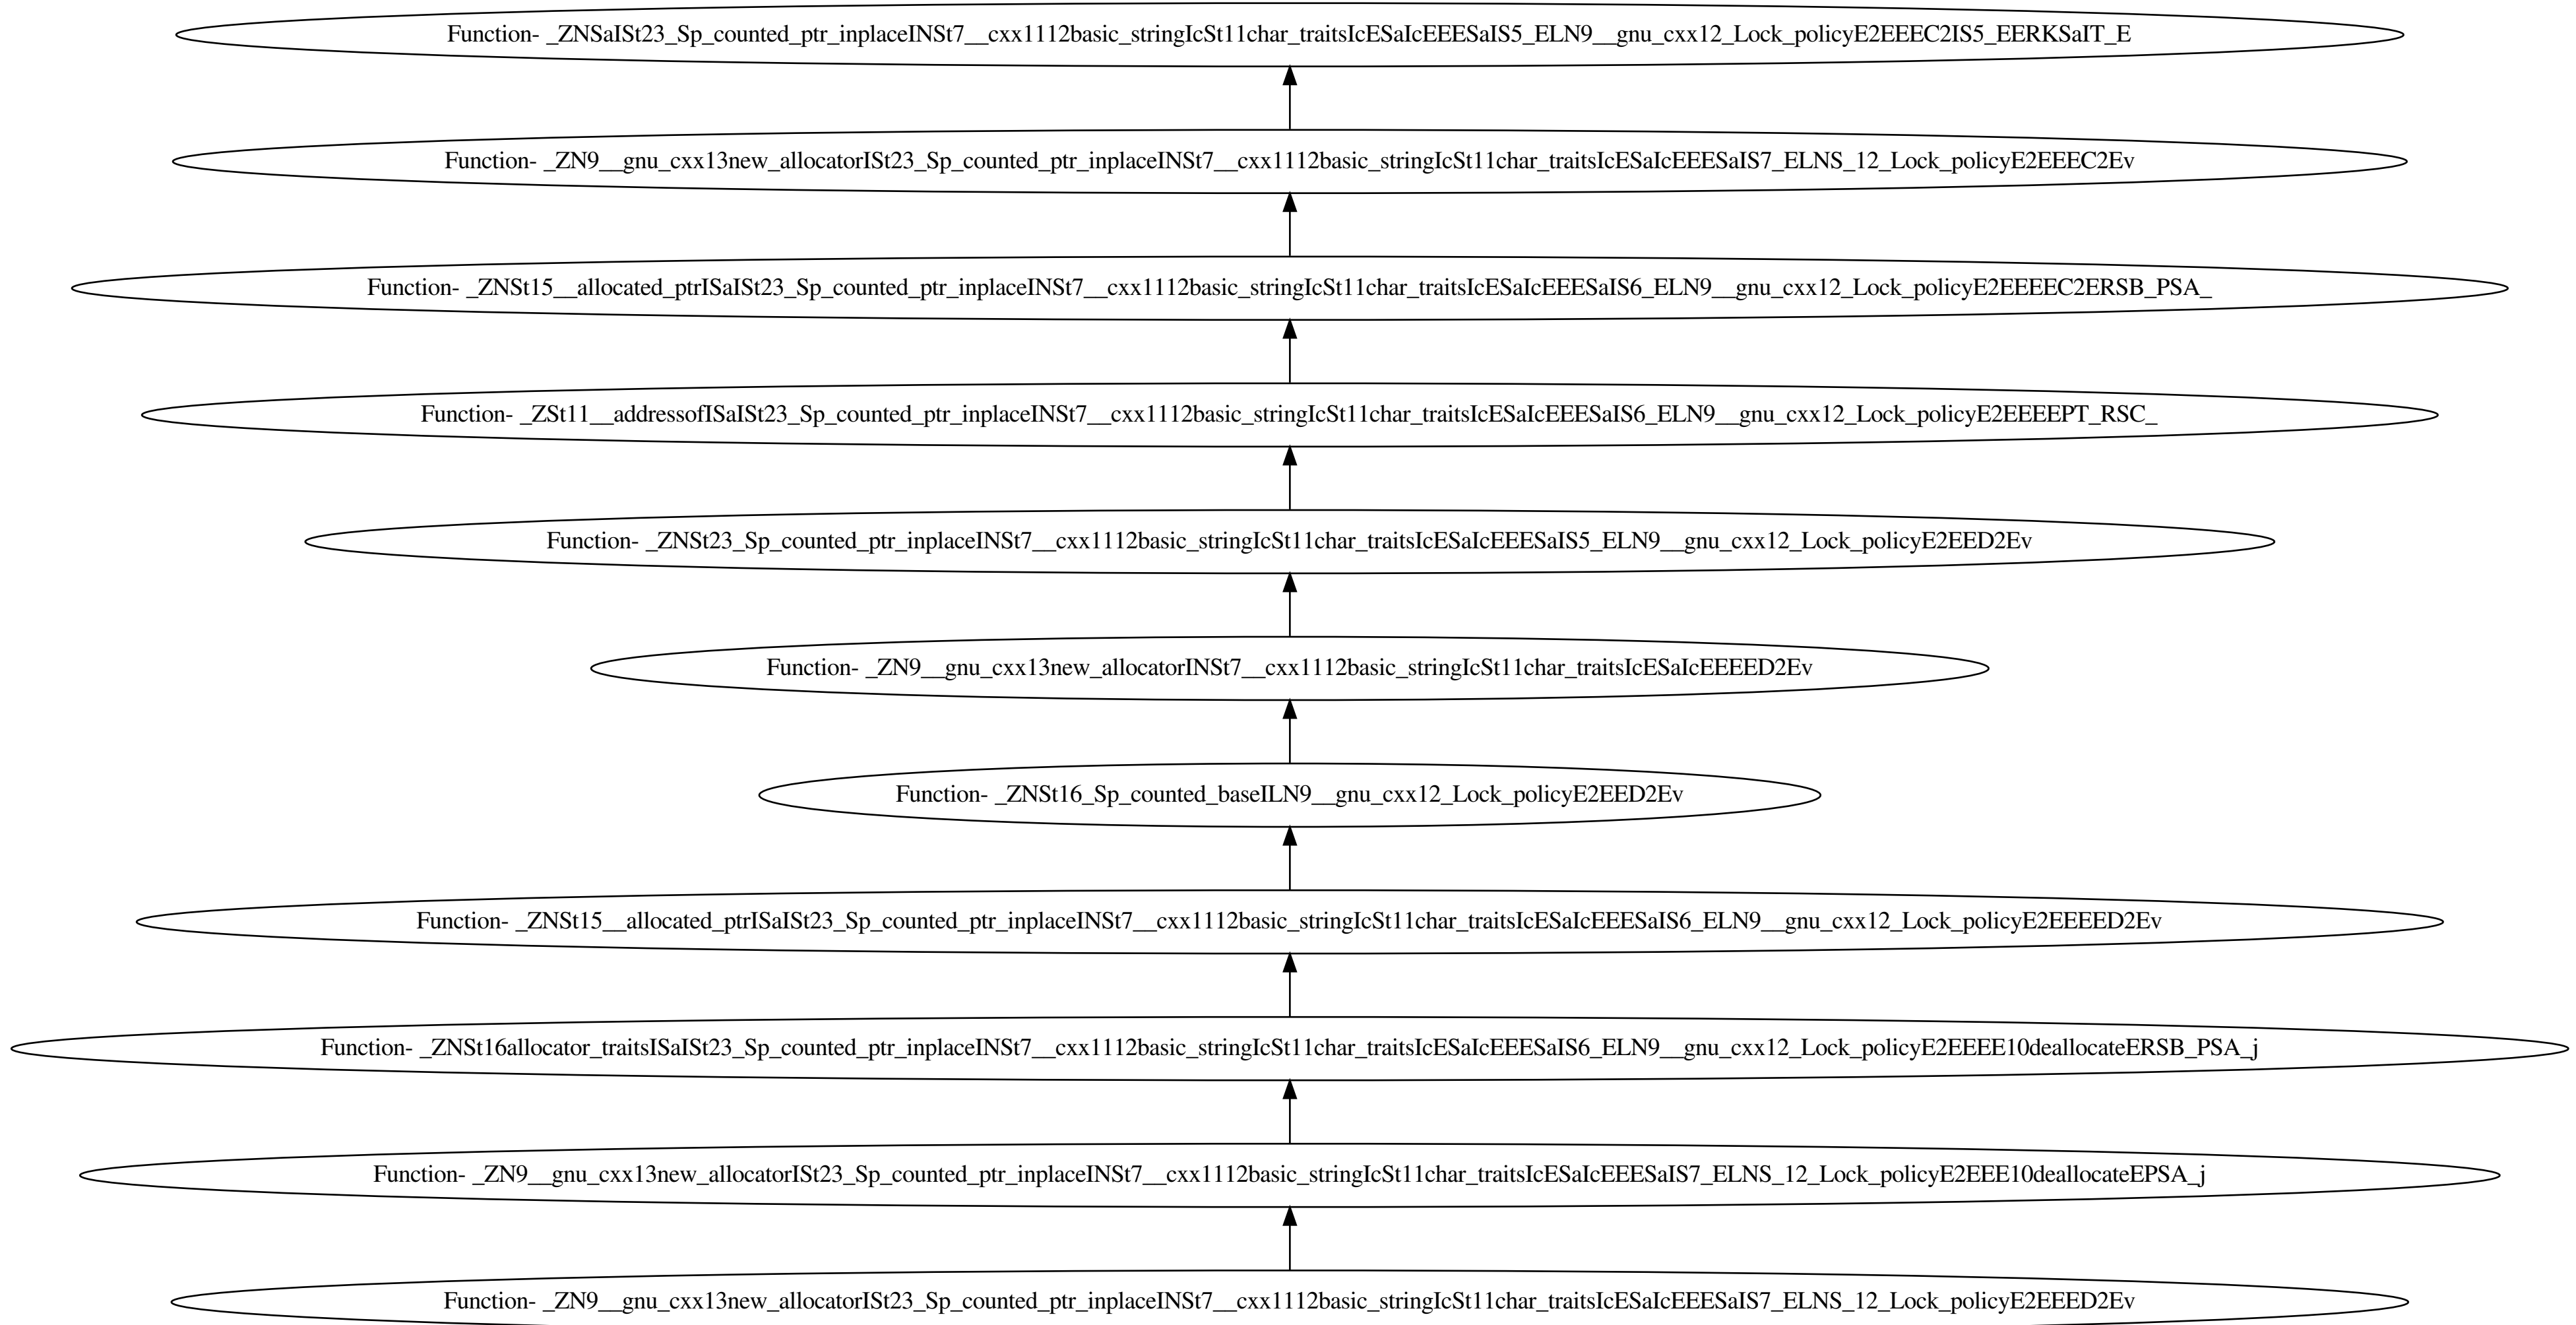 Function- _ZNSaISt23_Sp_counted_ptr_inplaceINSt7__cxx1112basic_stringIcSt11char_traitsIcESaIcEEESaIS5_ELN9__gnu_cxx12_Lock_policyE2EEEC2IS5_EERKSaIT_E
Function- _ZN9__gnu_cxx13new_allocatorISt23_Sp_counted_ptr_inplaceINSt7__cxx1112basic_stringIcSt11char_traitsIcESaIcEEESaIS7_ELNS_12_Lock_policyE2EEEC2Ev
Function- _ZNSt15__allocated_ptrISaISt23_Sp_counted_ptr_inplaceINSt7__cxx1112basic_stringIcSt11char_traitsIcESaIcEEESaIS6_ELN9__gnu_cxx12_Lock_policyE2EEEEC2ERSB_PSA_
Function- _ZSt11__addressofISaISt23_Sp_counted_ptr_inplaceINSt7__cxx1112basic_stringIcSt11char_traitsIcESaIcEEESaIS6_ELN9__gnu_cxx12_Lock_policyE2EEEEPT_RSC_
Function- _ZNSt23_Sp_counted_ptr_inplaceINSt7__cxx1112basic_stringIcSt11char_traitsIcESaIcEEESaIS5_ELN9__gnu_cxx12_Lock_policyE2EED2Ev
Function- _ZN9__gnu_cxx13new_allocatorINSt7__cxx1112basic_stringIcSt11char_traitsIcESaIcEEEED2Ev
Function- _ZNSt16_Sp_counted_baseILN9__gnu_cxx12_Lock_policyE2EED2Ev
Function- _ZNSt15__allocated_ptrISaISt23_Sp_counted_ptr_inplaceINSt7__cxx1112basic_stringIcSt11char_traitsIcESaIcEEESaIS6_ELN9__gnu_cxx12_Lock_policyE2EEEED2Ev
Function- _ZNSt16allocator_traitsISaISt23_Sp_counted_ptr_inplaceINSt7__cxx1112basic_stringIcSt11char_traitsIcESaIcEEESaIS6_ELN9__gnu_cxx12_Lock_policyE2EEEE10deallocateERSB_PSA_j
Function- _ZN9__gnu_cxx13new_allocatorISt23_Sp_counted_ptr_inplaceINSt7__cxx1112basic_stringIcSt11char_traitsIcESaIcEEESaIS7_ELNS_12_Lock_policyE2EEE10deallocateEPSA_j
Function- _ZN9__gnu_cxx13new_allocatorISt23_Sp_counted_ptr_inplaceINSt7__cxx1112basic_stringIcSt11char_traitsIcESaIcEEESaIS7_ELNS_12_Lock_policyE2EEED2Ev